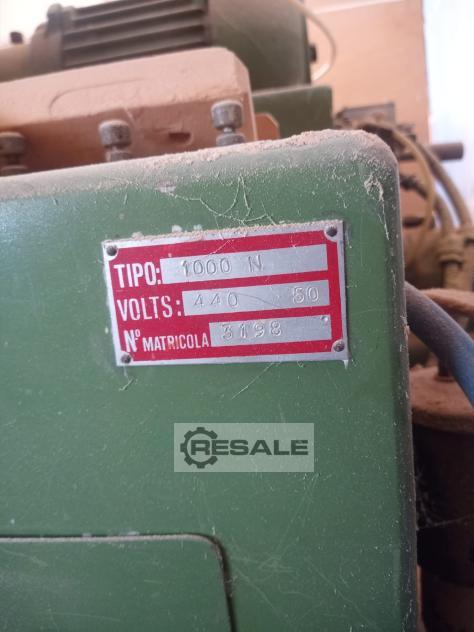 TIPO: 1000 N
VOLTS: 440 50
Nº MATRICOLA 3198
RESALE